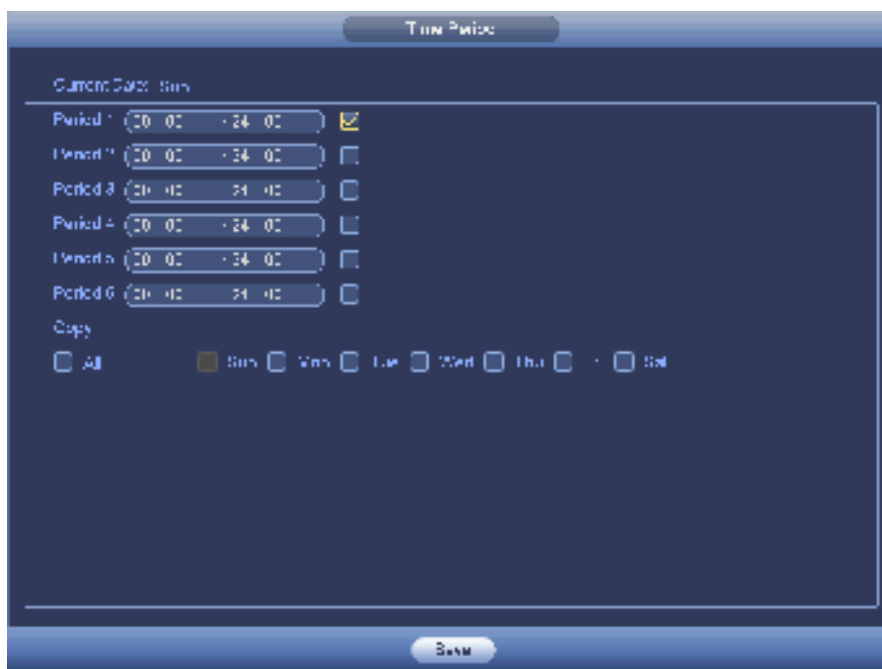 Time Period
Current Date: Sun
Period 1 00 :00 - 24 :00
Period 2 00 :00 - 24 :00
Period 3 00 :00 - 24 :00
Period 4 00 :00 - 24 :00
Period 5 00 :00 - 24 :00
Period 6 00 :00 - 24 :00
Copy
All Sun Mon Tue Wed Thu Sat
Save